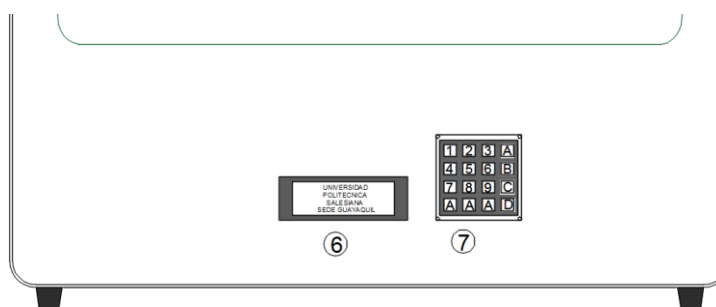 1 2 3 A
4 5 6 B
7 8 9 C
A A A D
UNIVERSIDAD
POLITECNICA
SALESIANA
SEDE GUAYAQUIL
6
7